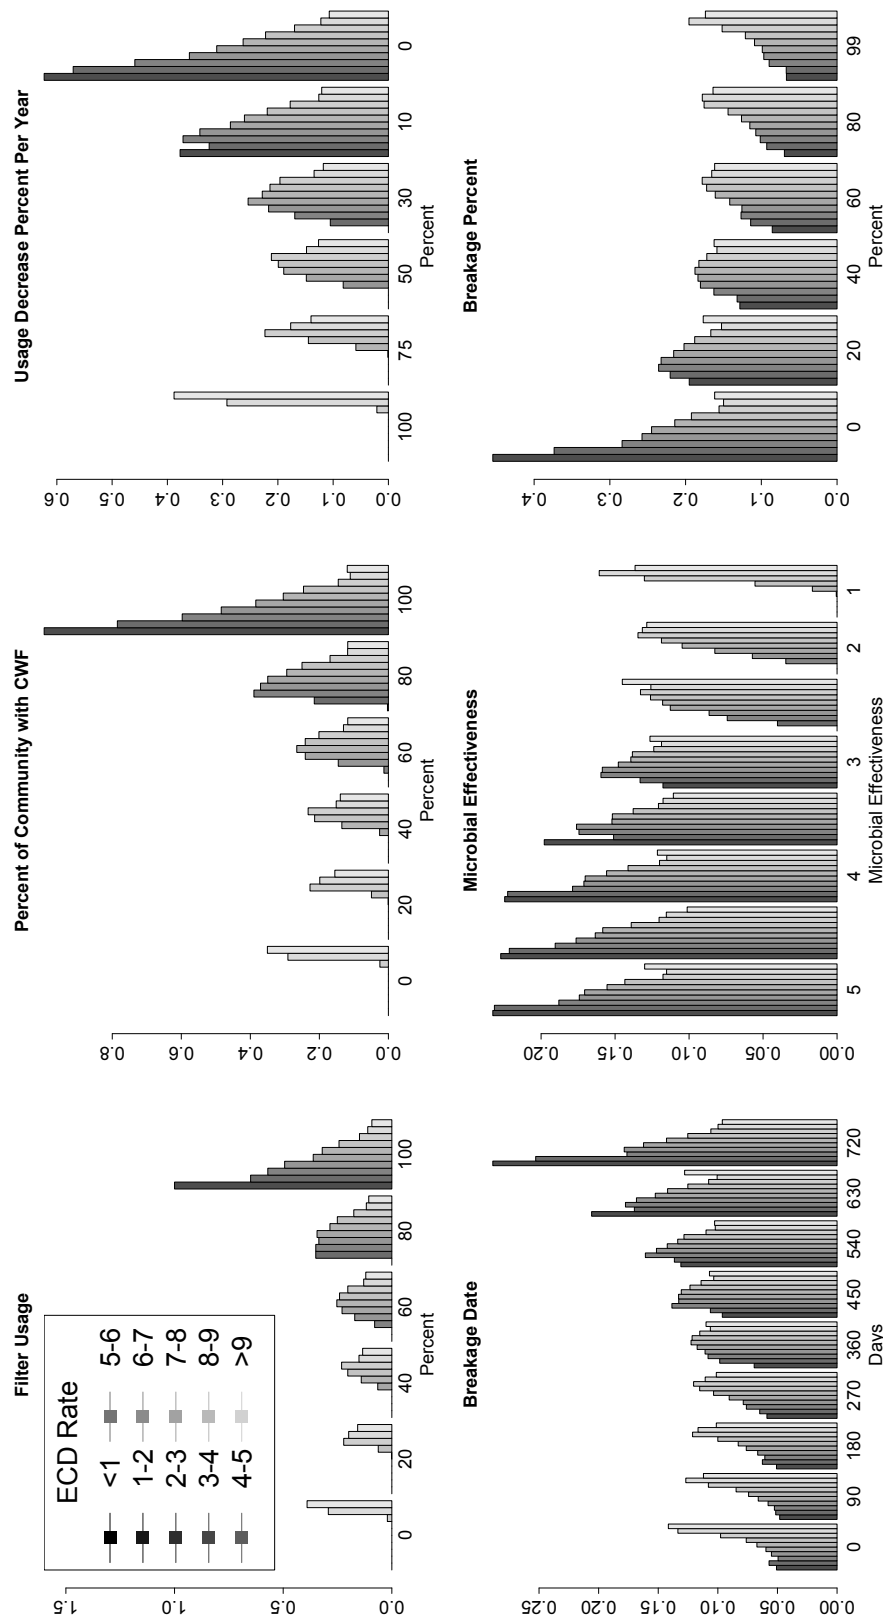 Filter Usage
1.5
1.0
0.5
0.0
0 20 40 60 80 100
Percent
ECD Rate
<1 5-6
1-2 6-7
2-3 7-8
3-4 8-9
4-5 >9
Percent of Community with CWF
0.8
0.6
0.4
0.2
0.0
0 20 40 60 80 100
Percent
Usage Decrease Percent Per Year
0.6
0.5
0.4
0.3
0.2
0.1
0.0
100 75 50 30 10 0
Percent
Breakage Date
0.25
0.20
0.15
0.10
0.05
0.00
0 90 180 270 360 450 540 630 720
Days
Microbial Effectiveness
0.20
0.15
0.10
0.05
0.00
5 4 3 2 1
Microbial Effectiveness
Breakage Percent
0.4
0.3
0.2
0.1
0.0
0 20 40 60 80 99
Percent